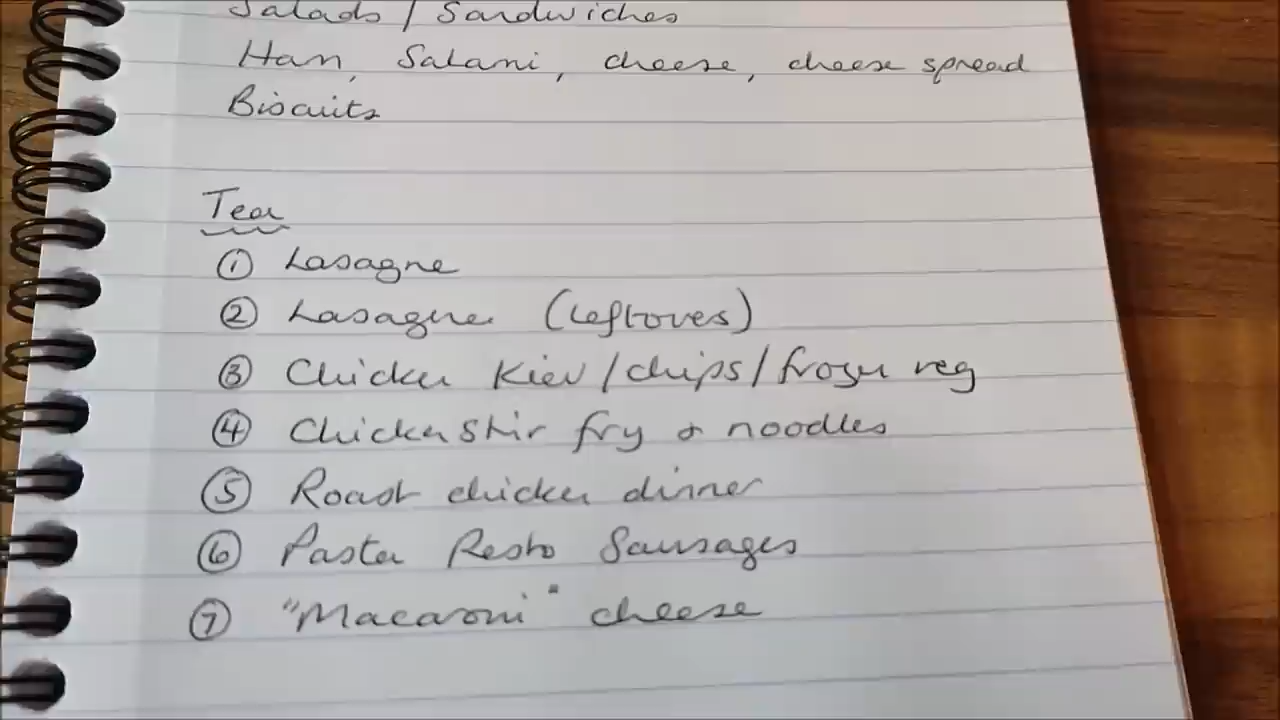 Salads / Sandwiches
Ham, Salami, cheese, cheese spread
Biscuits
Tea
① Lasagne
② Lasagne (leftovers)
③ Chicken Kiev / chips / frozen veg
④ Chicken Stir fry & noodles
⑤ Roast chicken dinner
⑥ Pasta Pesto Sausages
⑦ "Macaroni" cheese